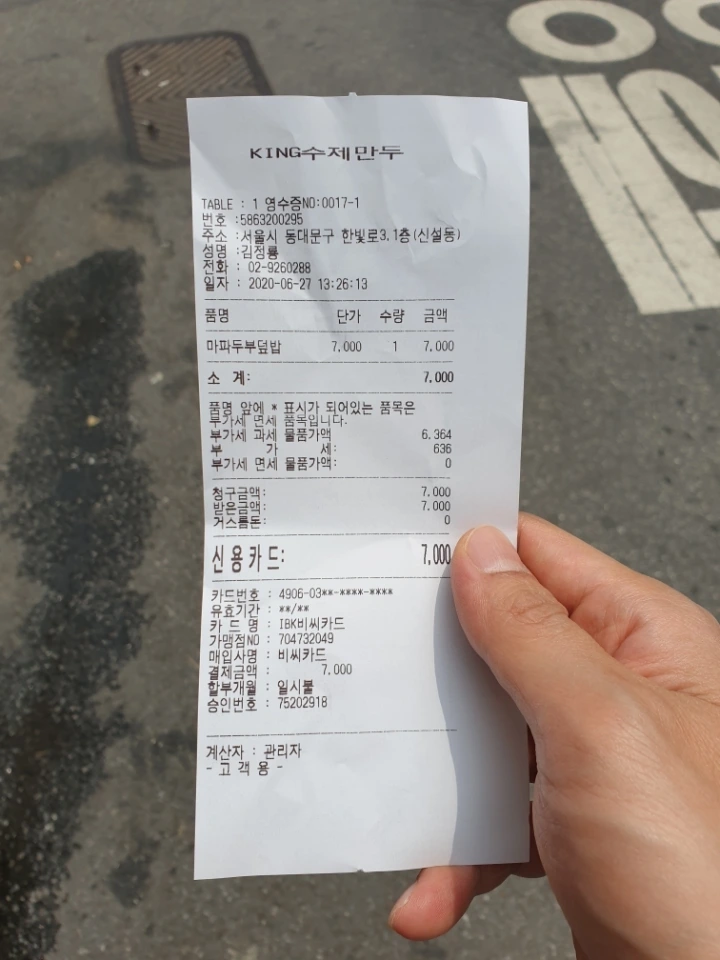 KING수제만두
TABLE : 1 영수증NO:0017-1
번호 :5863200295
주소 :서울시 동대문구 한빛로3,1층(신설동)
성명 :김정룡
전화 : 02-9260288
일자 : 2020-06-27 13:26:13
품명 단가 수량 금액
마파두부덮밥 7,000 1 7,000
소 계: 7,000
품명 앞에 * 표시가 되어있는 품목은
부가세 면세 품목입니다.
부가세 과세 물품가액 6,364
부 가 세: 636
부가세 면세 물품가액: 0
청구금액: 7,000
받은금액: 7,000
거스름돈: 0
신용카드: 7,000
카드번호 : 4906-03**-****-****
유효기간 : **/**
카 드 명 : IBK비씨카드
가맹점NO : 704732049
매입사명 : 비씨카드
결제금액 : 7,000
할부개월 : 일시불
승인번호 : 75202918
계산자 : 관리자
- 고 객 용 -